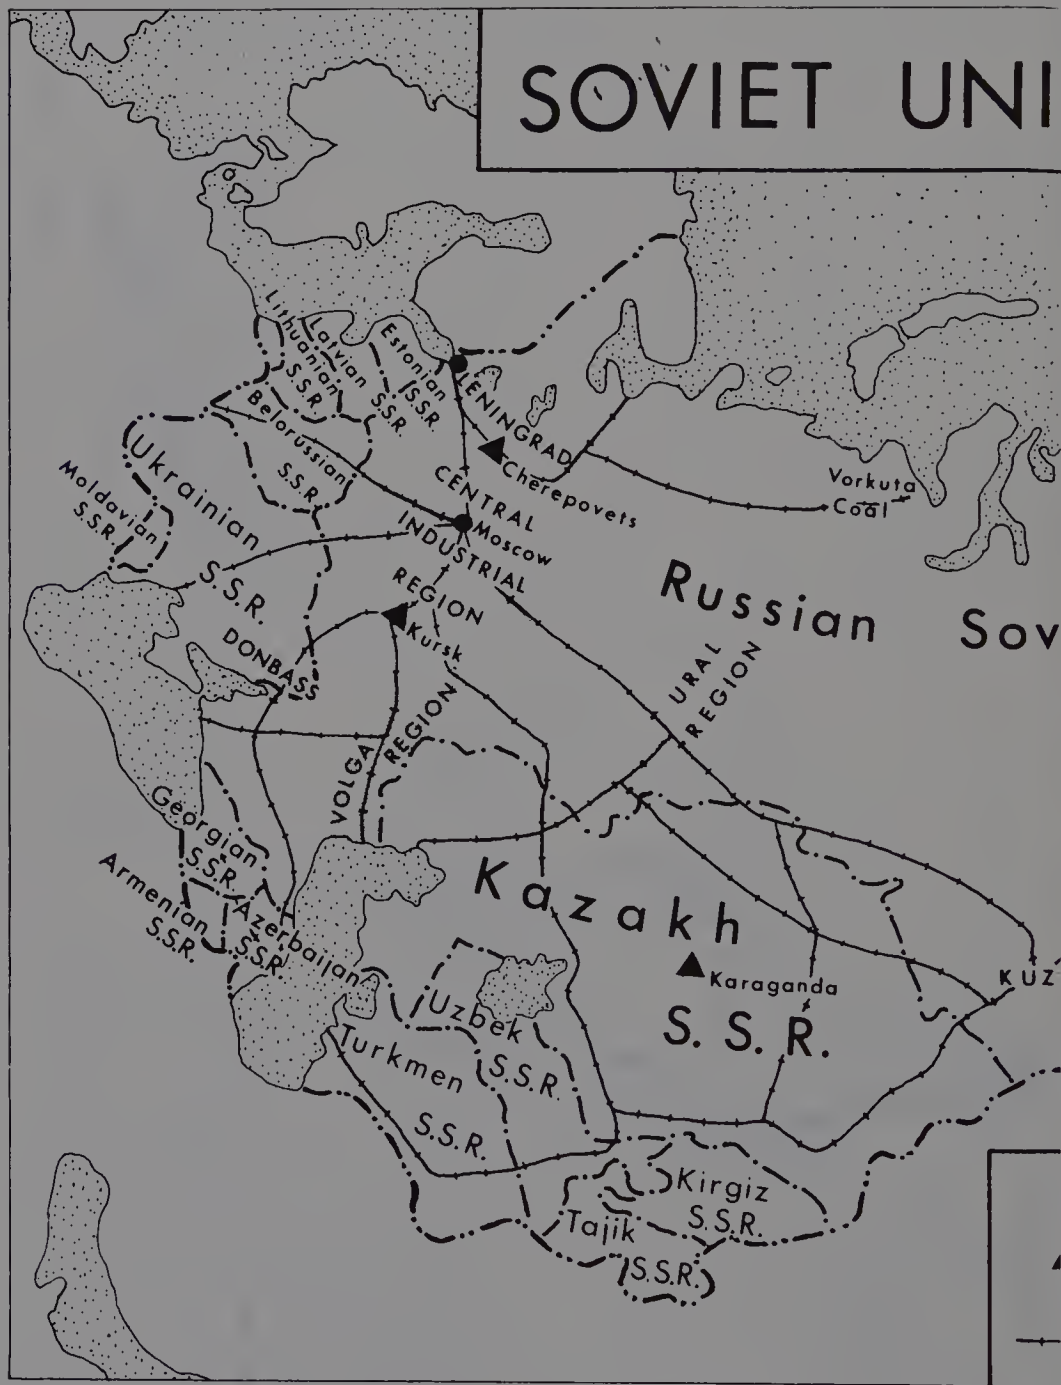 SOVIET UNI
Lithuanian
S.S.R.
Latvian
S.S.R.
Estonian
S.S.R.
LENINGRAD
Cherepovets
Belorussian
S.S.R.
Ukrainian
S.S.R.
Moldavian
S.S.R.
CENTRAL
INDUSTRIAL
REGION
Moscow
Vorkuta
Coal
Russian Sov
Kursk
DONBASS
URAL
REGION
VOLGA
REGION
Georgian
S.S.R.
Armenian
S.S.R.
Azerbaijan
S.S.R.
Kazakh
S.S.R.
Karaganda
KUZ
Uzbek
S.S.R.
Turkmen
S.S.R.
Kirgiz
S.S.R.
Tajik
S.S.R.